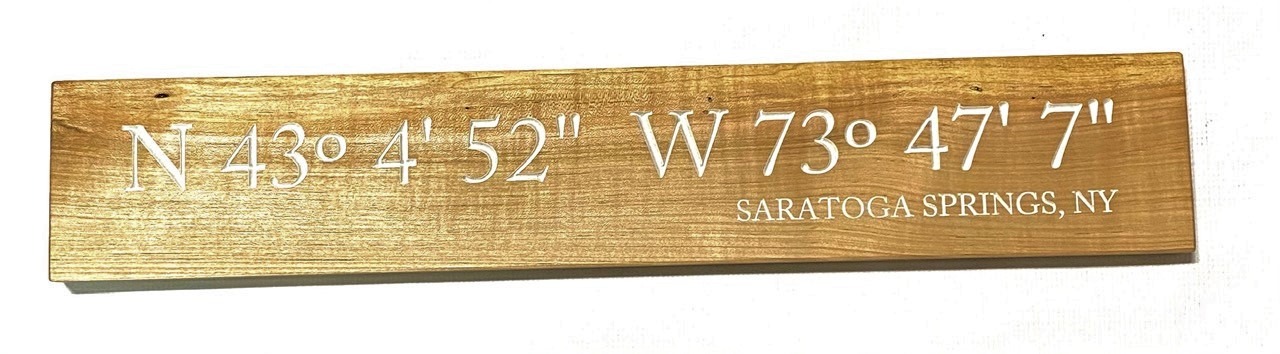 N 43º 4' 52" W 73º 47' 7"
SARATOGA SPRINGS, NY